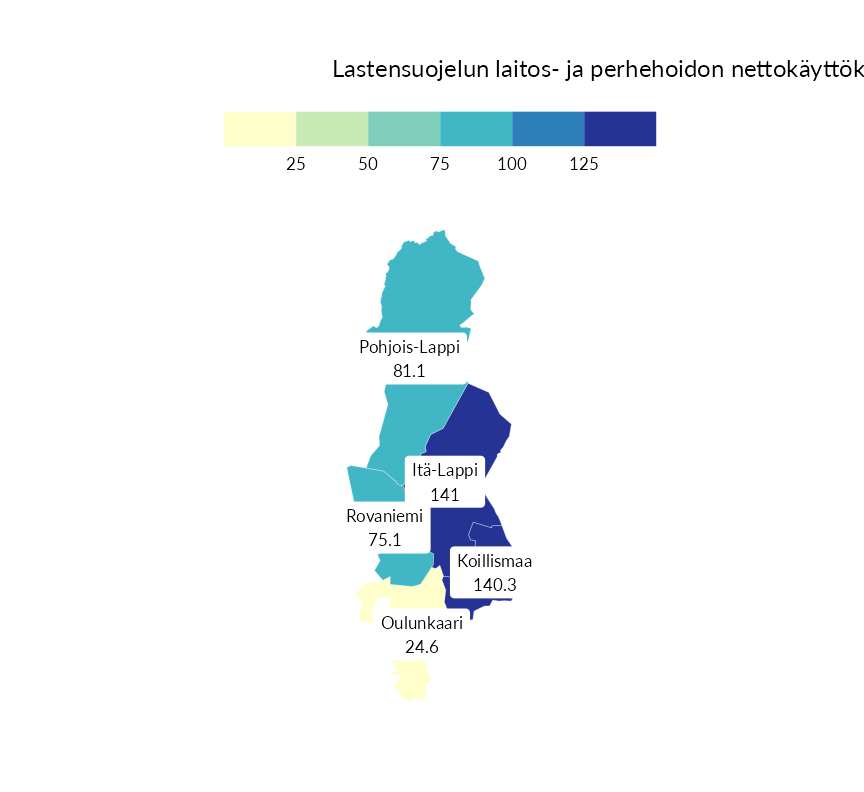 Lastensuojelun laitos- ja perhehoidon nettokäyttök
25 50 75 100 125
Pohjois-Lappi
81.1
Itä-Lappi
141
Rovaniemi
75.1
Koillismaa
140.3
Oulunkaari
24.6